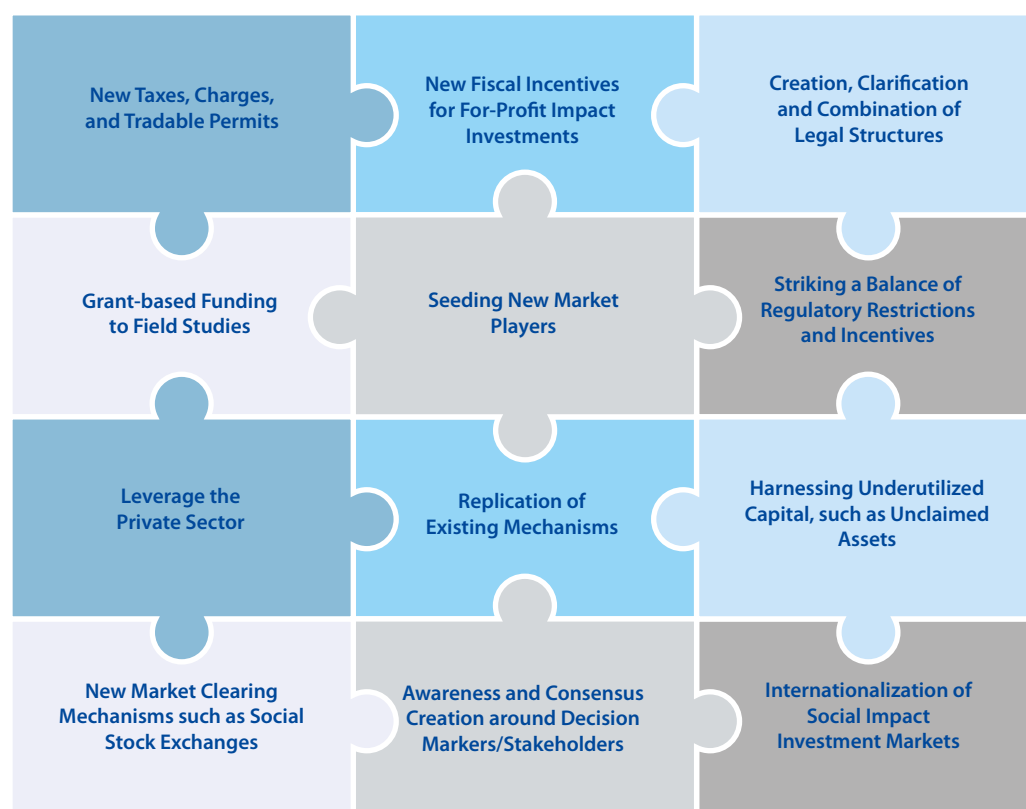 New Taxes, Charges,
and Tradable Permits
New Fiscal Incentives
for For-Profit Impact
Investments
Creation, Clarification
and Combination of
Legal Structures
Grant-based Funding
to Field Studies
Seeding New Market
Players
Striking a Balance of
Regulatory Restrictions
and Incentives
Leverage the
Private Sector
Replication of
Existing Mechanisms
Harnessing Underutilized
Capital, such as Unclaimed
Assets
New Market Clearing
Mechanisms such as Social
Stock Exchanges
Awareness and Consensus
Creation around Decision
Markers/Stakeholders
Internationalization of
Social Impact
Investment Markets